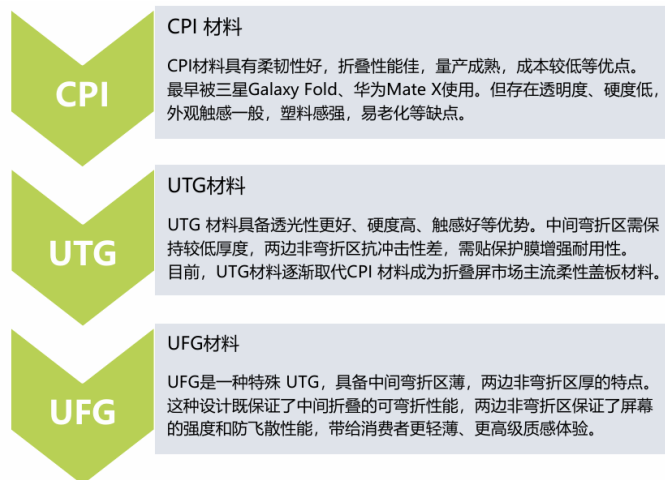 CPI
CPI 材料
CPI材料具有柔韧性好，折叠性能佳，量产成熟，成本较低等优点。
最早被三星Galaxy Fold、华为Mate X使用。但存在透明度、硬度低，
外观触感一般，塑料感强，易老化等缺点。
UTG
UTG材料
UTG 材料具备透光性更好、硬度高、触感好等优势。中间弯折区需保
持较低厚度，两边非弯折区抗冲击性差，需贴保护膜增强耐用性。
目前，UTG材料逐渐取代CPI 材料成为折叠屏市场主流柔性盖板材料。
UFG
UFG材料
UFG是一种特殊 UTG，具备中间弯折区薄，两边非弯折区厚的特点。
这种设计既保证了中间折叠的可弯折性能，两边非弯折区保证了屏幕
的强度和防飞散性能，带给消费者更轻薄、更高级质感体验。